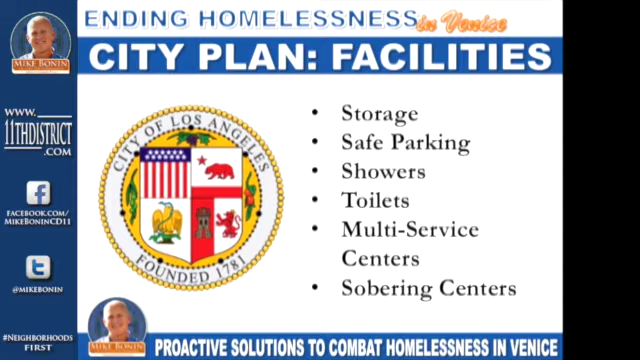 MIKE BONIN
WWW.
11THDISTRICT
.COM
FACEBOOK.COM/
MIKEBONINCD11
@MIKEBONIN
#NEIGHBORHOODS
FIRST
ENDING HOMELESSNESS in Venice
CITY PLAN: FACILITIES
CITY OF LOS ANGELES
FOUNDED 1781
• Storage
• Safe Parking
• Showers
• Toilets
• Multi-Service
Centers
• Sobering Centers
MIKE BONIN
PROACTIVE SOLUTIONS TO COMBAT HOMELESSNESS IN VENICE